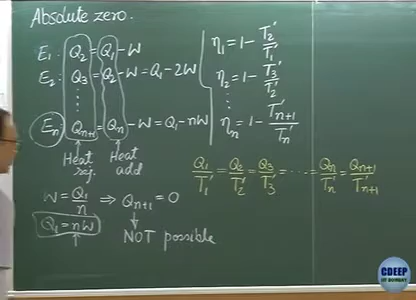 Absolute zero.
E₁: Q₂ = Q₁ - W
E₂: Q₃ = Q₂ - W = Q₁ - 2W
⋮
Eₙ: Qₙ₊₁ = Qₙ - W = Q₁ - nW
Heat rej.
Heat add
W = Q₁/n ⇒ Qₙ₊₁ = 0
Q₁ = nW
NOT possible
η₁ = 1 - T₂'/T₁'
η₂ = 1 - T₃'/T₂'
⋮
ηₙ = 1 - Tₙ₊₁'/Tₙ'
Q₁/T₁' = Q₂/T₂' = Q₃/T₃' = ..... = Qₙ/Tₙ' = Qₙ₊₁/T'ₙ₊₁
CDEEP
IIT BOMBAY